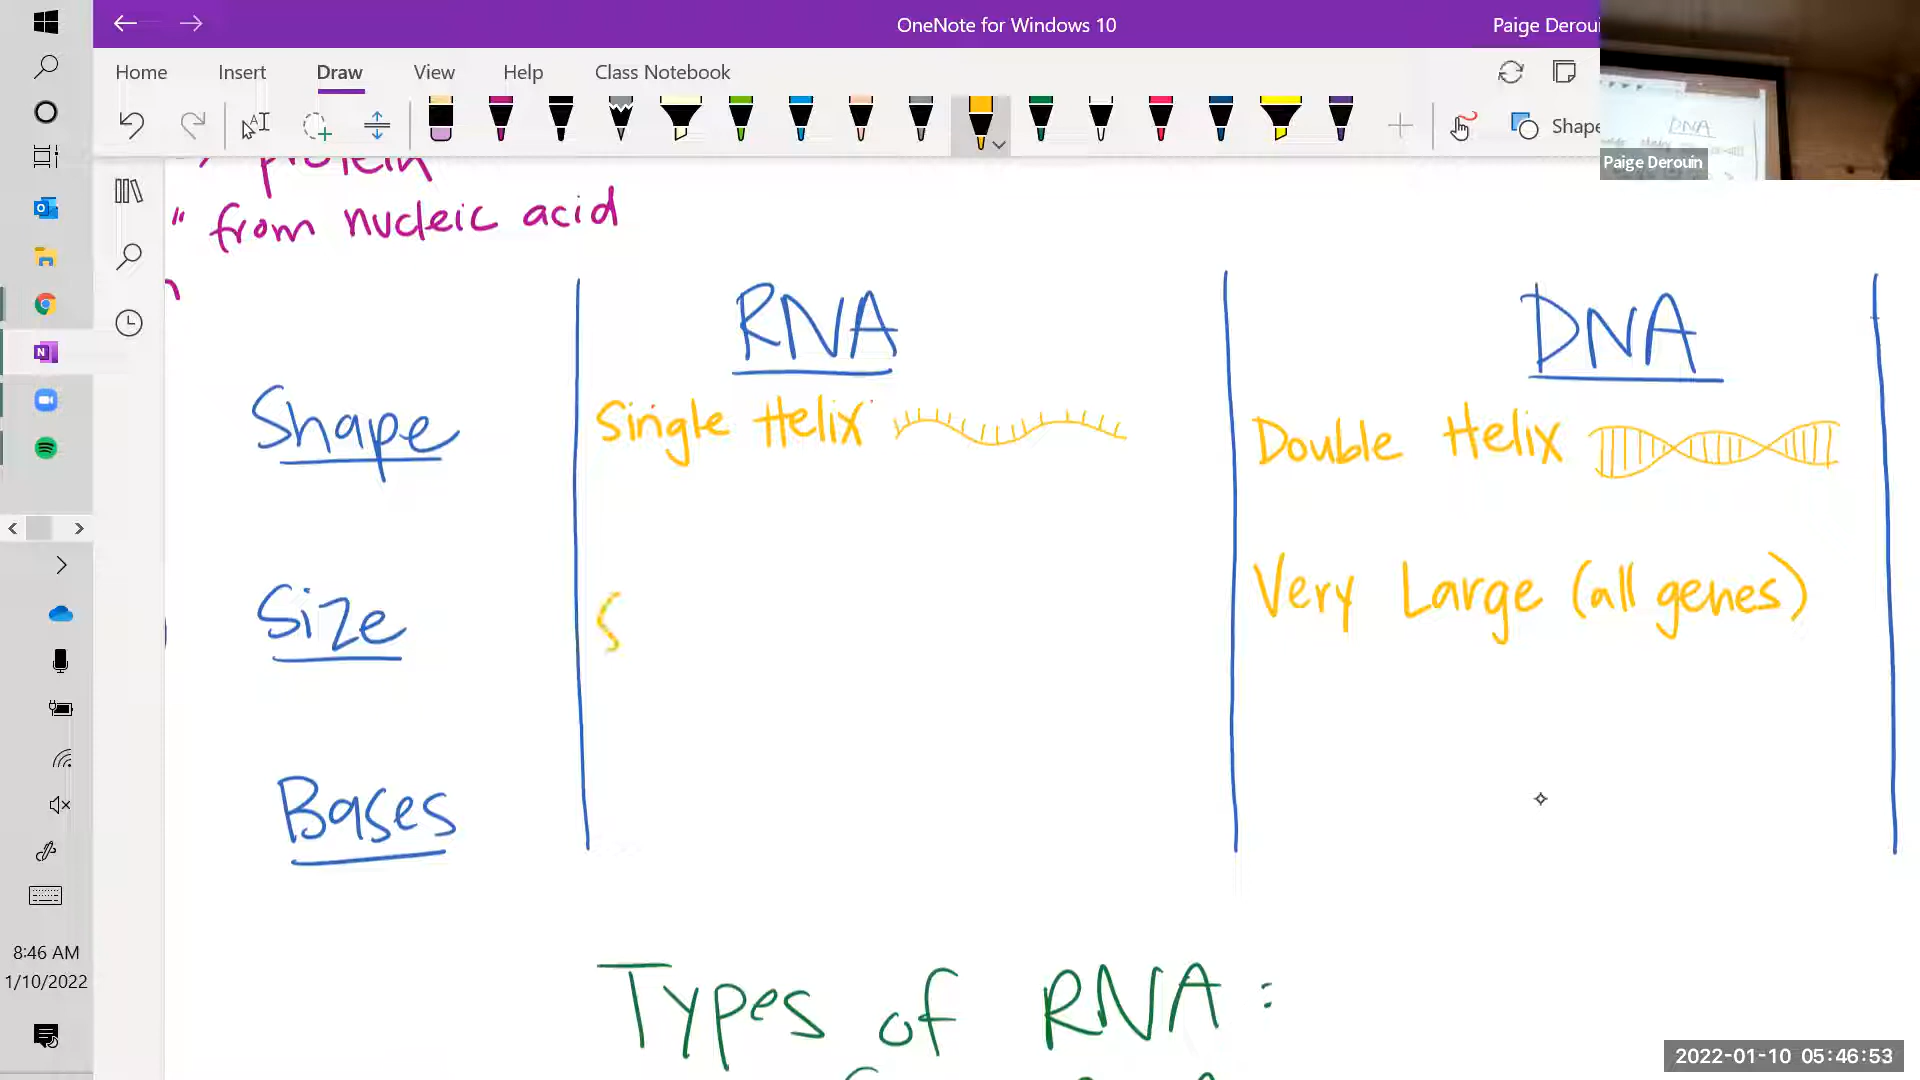 OneNote for Windows 10
Paige Deroui
Home Insert Draw View Help Class Notebook
Shape
DNA
Paige Derouin
protein
" from nucleic acid
RNA DNA
Shape Single Helix Double Helix
Size S Very Large (all genes)
Bases
Types of RNA:
8:46 AM
1/10/2022
2022-01-10 05:46:53